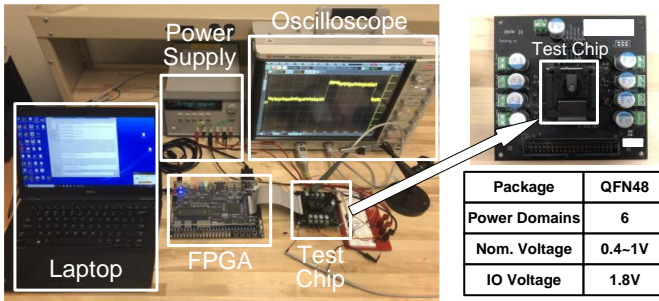 Power
Supply
Oscilloscope
Laptop
FPGA
Test
Chip
Test Chip
Package QFN48
Power Domains 6
Nom. Voltage 0.4~1V
IO Voltage 1.8V